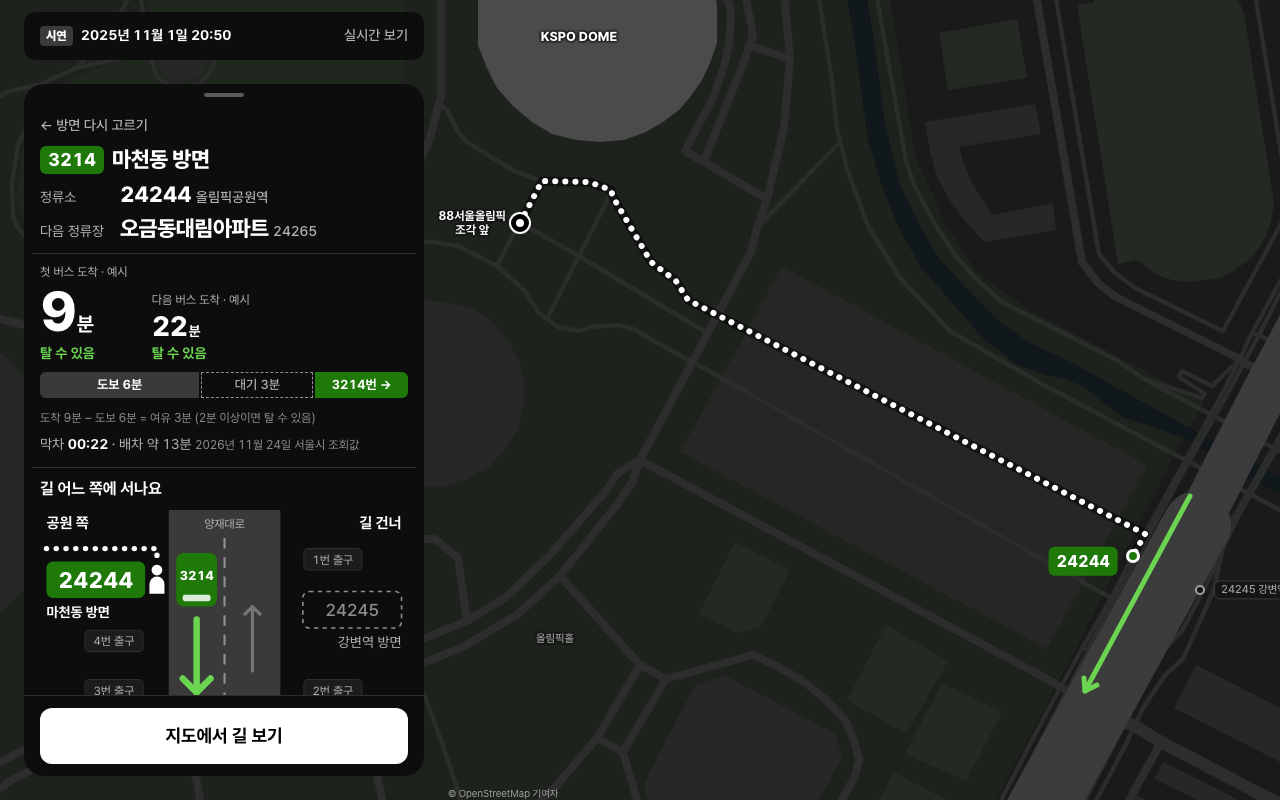 시연 2025년 11월 1일 20:50 실시간 보기
← 방면 다시 고르기
3214 마천동 방면
정류소 24244 올림픽공원역
다음 정류장 오금동대림아파트 24265
첫 버스 도착 · 예시
9분
탈 수 있음
다음 버스 도착 · 예시
22분
탈 수 있음
도보 6분 대기 3분 3214번 →
도착 9분 − 도보 6분 = 여유 3분 (2분 이상이면 탈 수 있음)
막차 00:22 · 배차 약 13분 2026년 11월 24일 서울시 조회값
길 어느 쪽에 서나요
공원 쪽 양재대로 길 건너
1번 출구
24244 3214
24245
마천동 방면
강변역 방면
4번 출구
3번 출구 2번 출구
지도에서 길 보기
KSPO DOME
88서울올림픽
조각 앞
24244
24245 강변역
올림픽홀
© OpenStreetMap 기여자